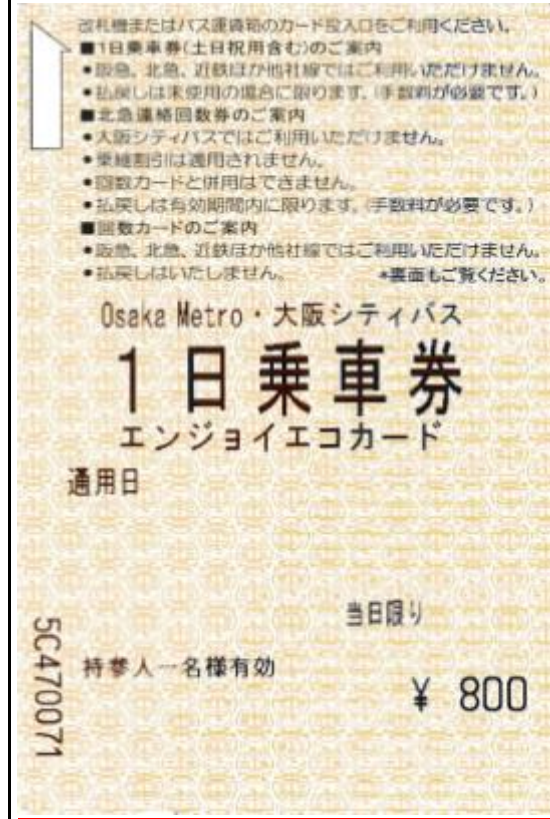 改札機またはバス運賃箱のカード投入口をご利用ください。
■1日乗車券(土日祝用含む)のご案内
●阪急、北急、近鉄ほか他社線ではご利用いただけません。
●払戻しは未使用の場合に限ります。(手数料が必要です。)
■北急連絡回数券のご案内
●大阪シティバスではご利用いただけません。
●乗継割引は適用されません。
●回数カードと併用はできません。
●払戻しは有効期間内に限ります。(手数料が必要です。)
■回数カードのご案内
●阪急、北急、近鉄ほか他社線ではご利用いただけません。
●払戻しはいたしません。 *裏面もご覧ください。
Osaka Metro・大阪シティバス
1日乗車券
エンジョイエコカード
通用日
当日限り
持参人一名様有効
¥ 800
5C470071